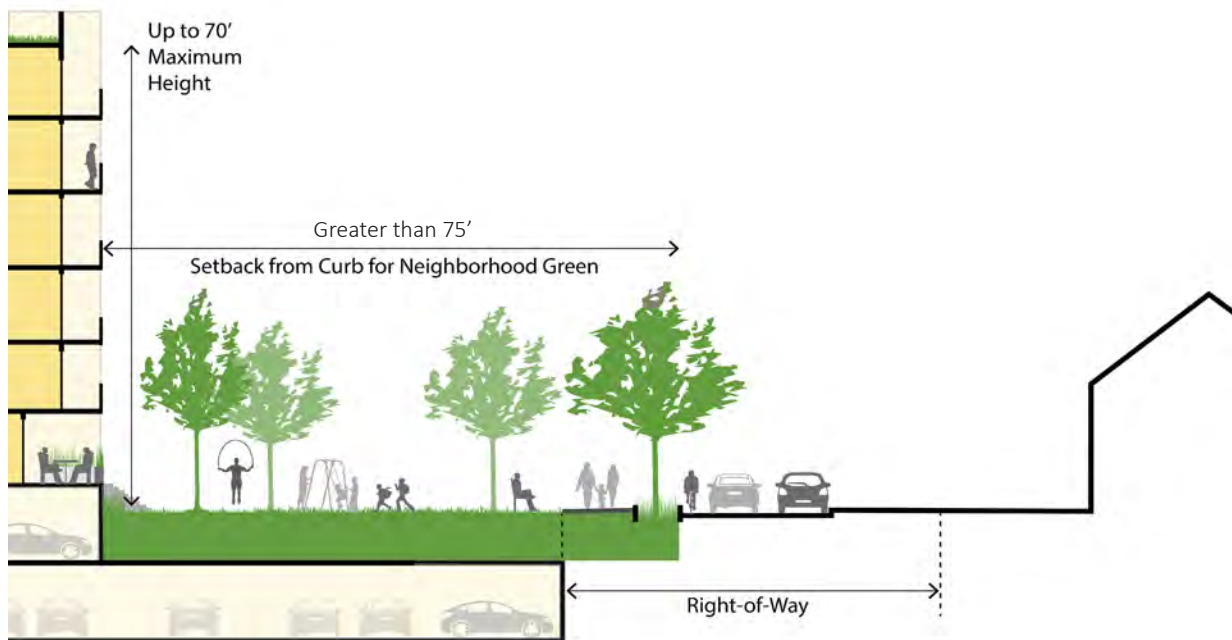 Up to 70’
Maximum
Height
Greater than 75’
Setback from Curb for Neighborhood Green
Right-of-Way